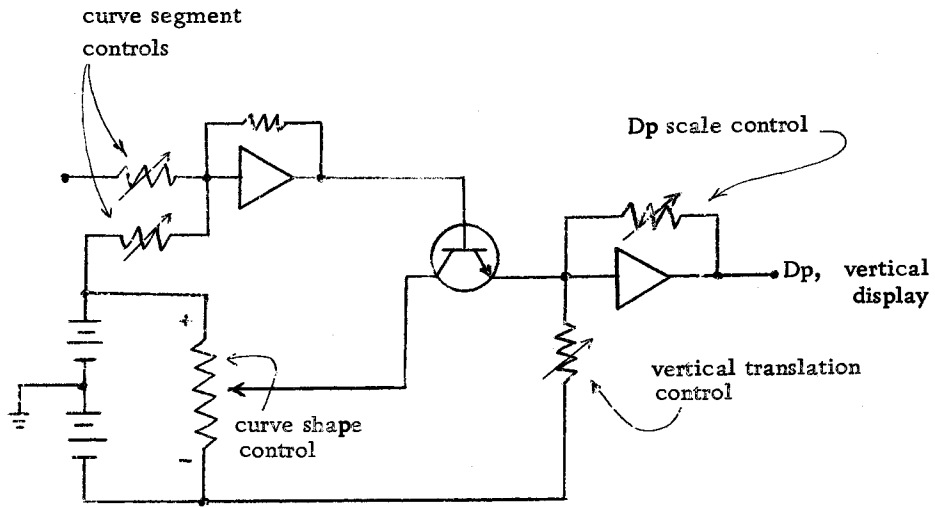 curve segment
controls
Dp scale control
Dp, vertical
display
+
vertical translation
control
curve shape
control
-